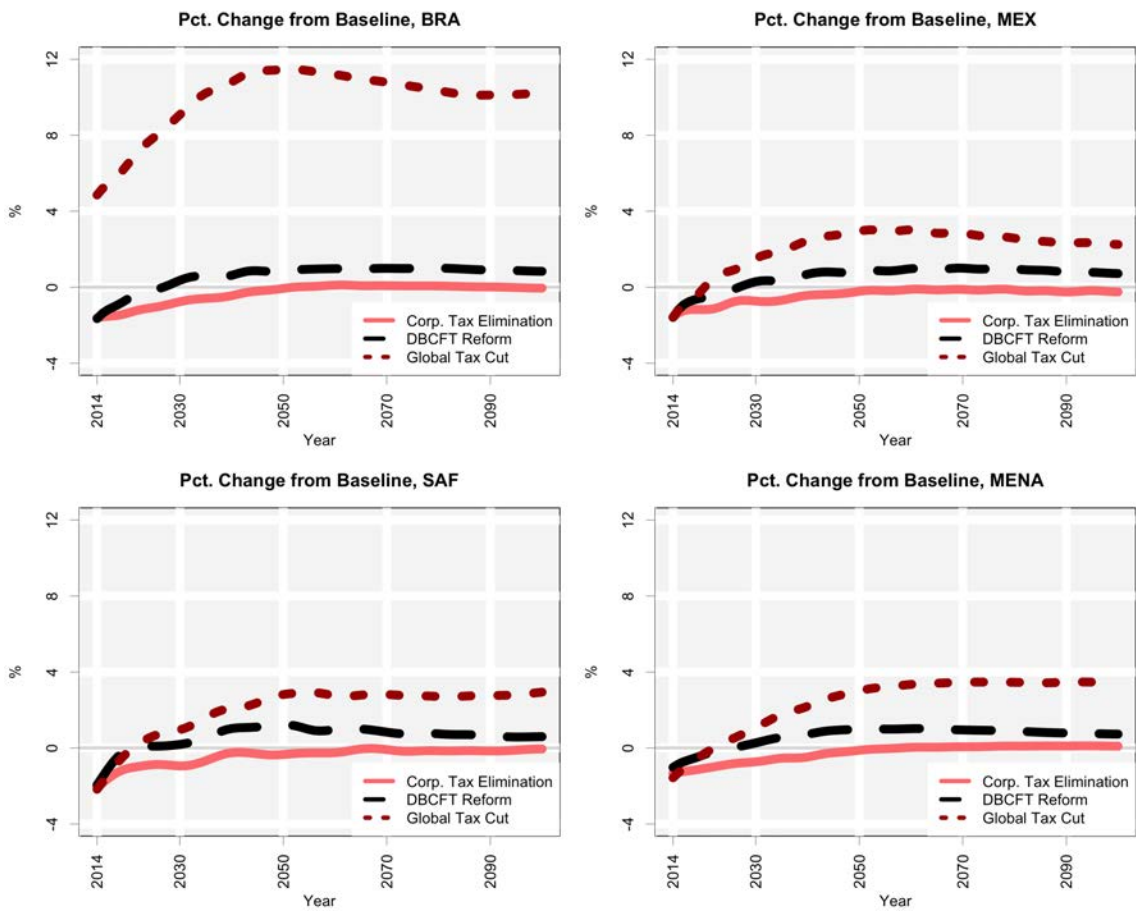 Pct. Change from Baseline, BRA
12
8
4
0
-4
%
Corp. Tax Elimination
DBCFT Reform
Global Tax Cut
2014
2030
2050
2070
2090
Year
Pct. Change from Baseline, MEX
12
8
4
0
-4
%
Corp. Tax Elimination
DBCFT Reform
Global Tax Cut
2014
2030
2050
2070
2090
Year
Pct. Change from Baseline, SAF
12
8
4
0
-4
%
Corp. Tax Elimination
DBCFT Reform
Global Tax Cut
2014
2030
2050
2070
2090
Year
Pct. Change from Baseline, MENA
12
8
4
0
-4
%
Corp. Tax Elimination
DBCFT Reform
Global Tax Cut
2014
2030
2050
2070
2090
Year